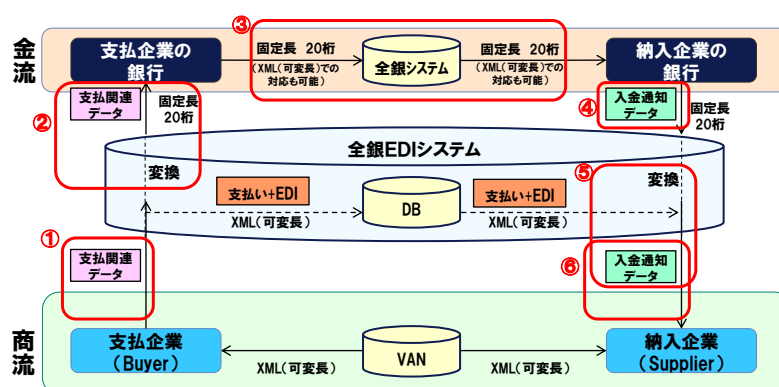 ③
金流
支払企業の
銀行
固定長 20桁
(XML(可変長)での
対応も可能)
全銀システム
固定長 20桁
(XML(可変長)での
対応も可能)
納入企業の
銀行
②
支払関連
データ
固定長
20桁
④
入金通知
データ
固定長
20桁
全銀EDIシステム
変換
⑤
変換
支払い+EDI
XML(可変長)
DB
支払い+EDI
XML(可変長)
①
支払関連
データ
⑥
入金通知
データ
商流
支払企業
(Buyer)
XML(可変長)
VAN
XML(可変長)
納入企業
(Supplier)